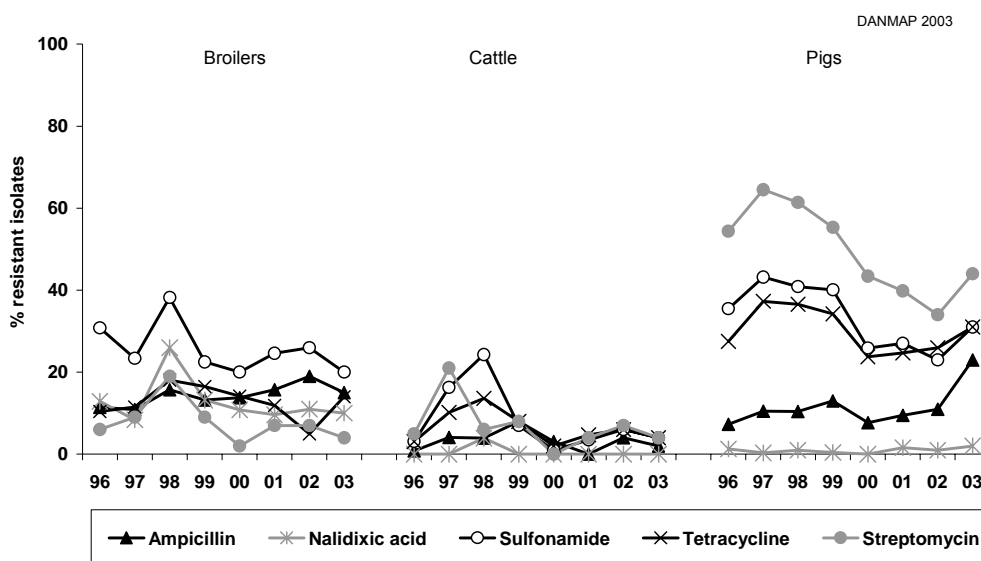 DANMAP 2003
100
80
60
40
20
0
% resistant isolates
Broilers Cattle Pigs
96 97 98 99 00 01 02 03 96 97 98 99 00 01 02 03 96 97 98 99 00 01 02 03
Ampicillin Nalidixic acid Sulfonamide Tetracycline Streptomycin